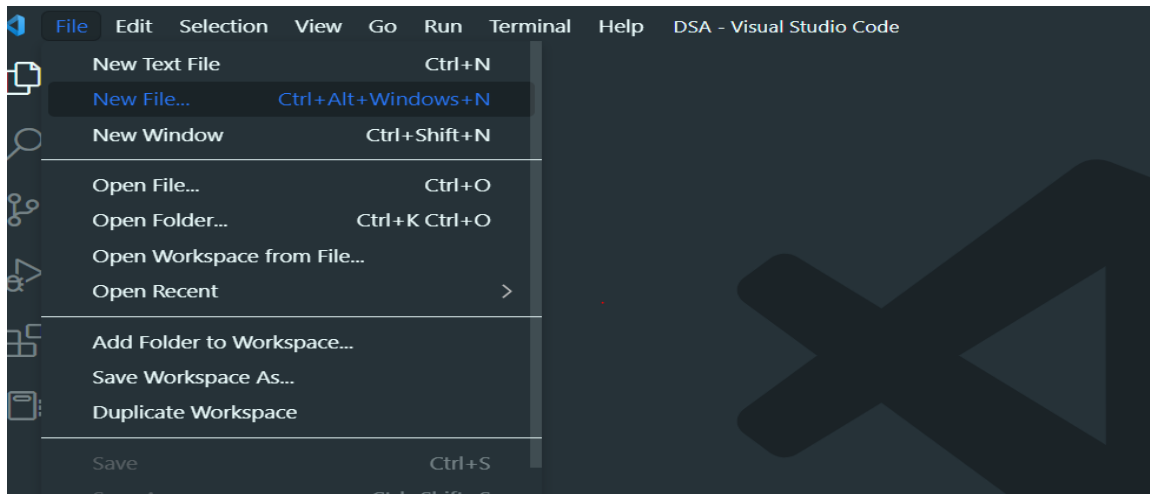 File Edit Selection View Go Run Terminal Help DSA - Visual Studio Code
New Text File Ctrl+N
New File... Ctrl+Alt+Windows+N
New Window Ctrl+Shift+N
Open File... Ctrl+O
Open Folder... Ctrl+K Ctrl+O
Open Workspace from File...
Open Recent
Add Folder to Workspace...
Save Workspace As...
Duplicate Workspace
Save Ctrl+S